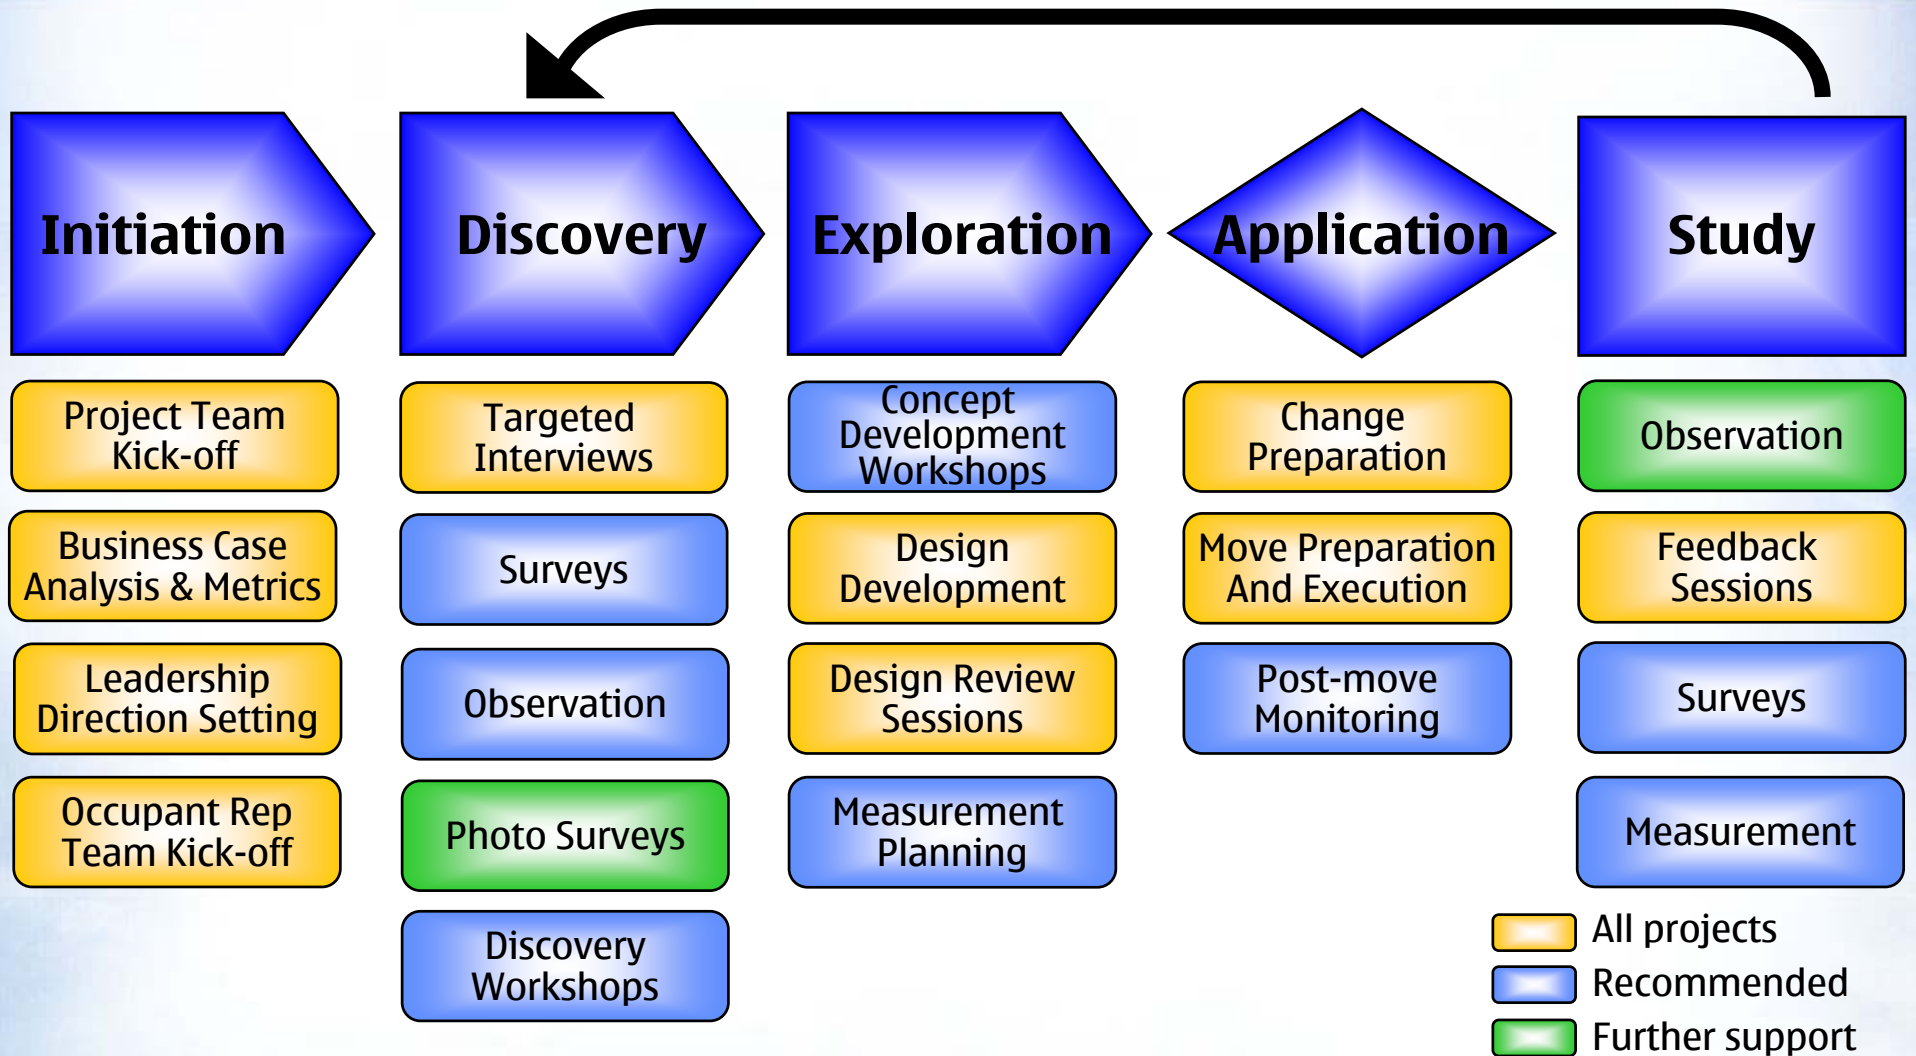 Initiation
Discovery
Exploration
Application
Study
Project Team
Kick-off
Business Case
Analysis & Metrics
Leadership
Direction Setting
Occupant Rep
Team Kick-off
Targeted
Interviews
Surveys
Observation
Photo Surveys
Discovery
Workshops
Concept
Development
Workshops
Design
Development
Design Review
Sessions
Measurement
Planning
Change
Preparation
Move Preparation
And Execution
Post-move
Monitoring
Observation
Feedback
Sessions
Surveys
Measurement
All projects
Recommended
Further support